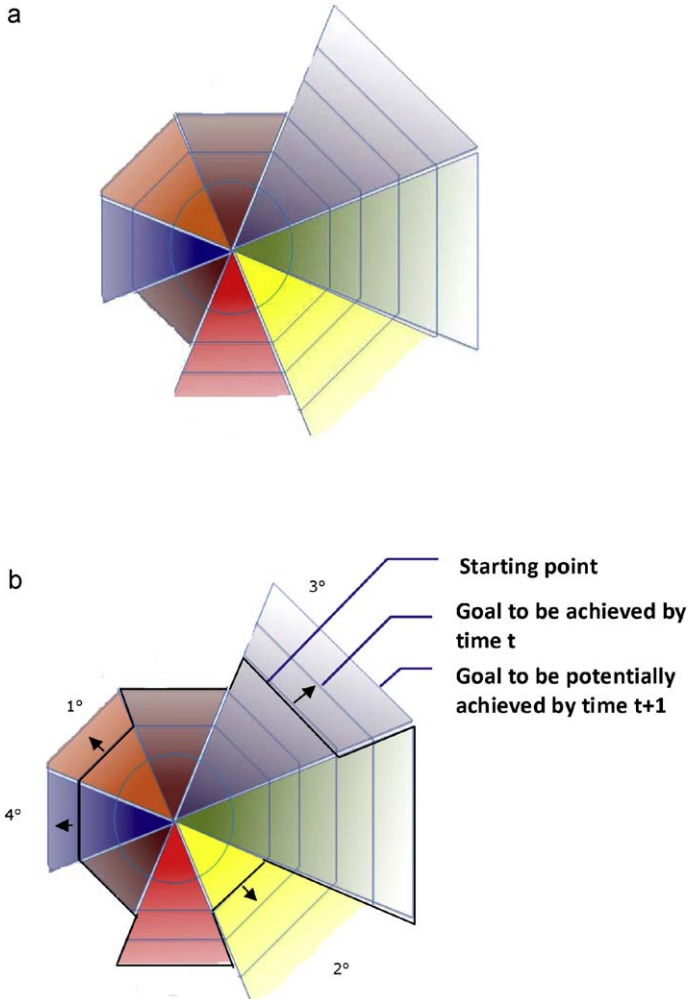 a
b
3°
Starting point
Goal to be achieved by
time t
Goal to be potentially
achieved by time t+1
1°
4°
2°